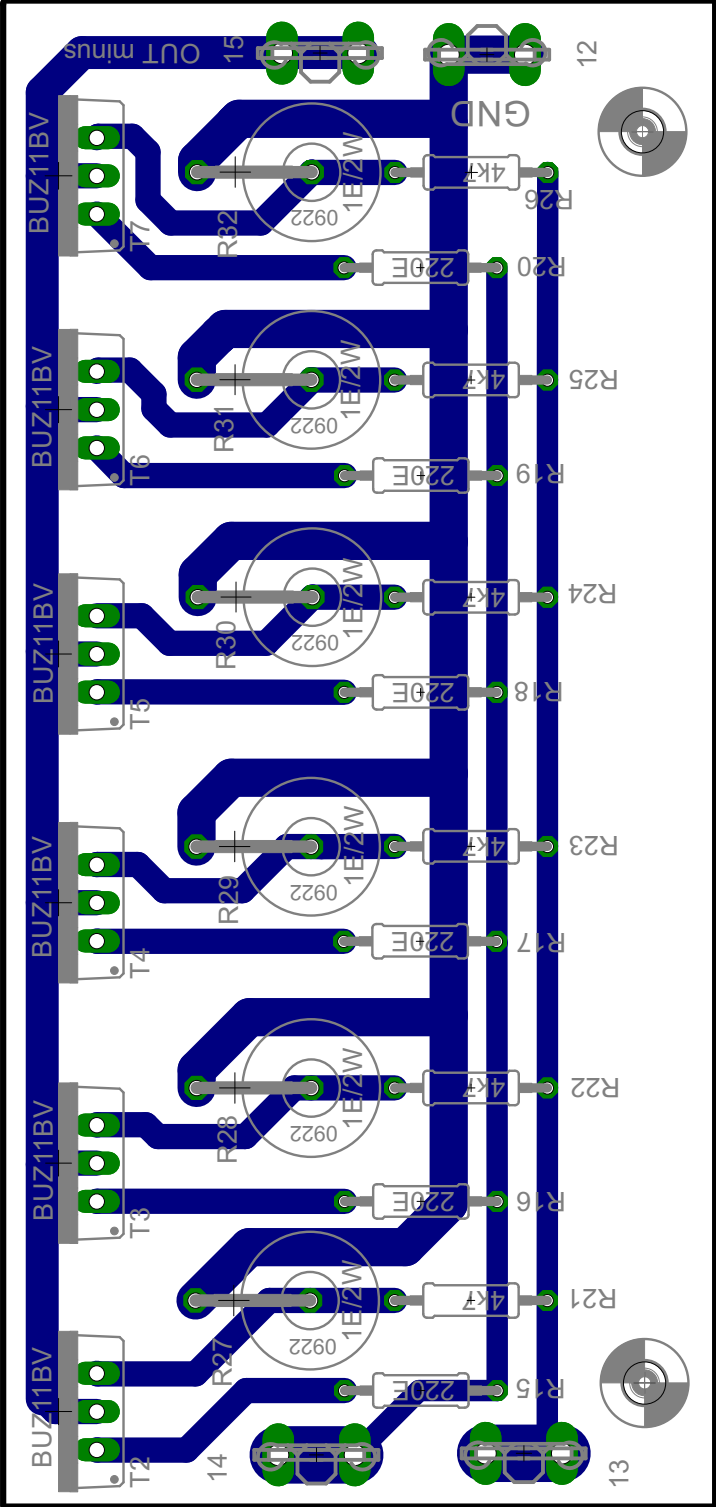 OUT minus
15
12
GND
BUZ11BV
T7
R32
0922
1E/2W
4k7
R26
220E
R20
BUZ11BV
T6
R31
0922
1E/2W
4k7
R25
220E
R19
BUZ11BV
T5
R30
0922
1E/2W
4k7
R24
220E
R18
BUZ11BV
T4
R29
0922
1E/2W
4k7
R23
220E
R17
BUZ11BV
T3
R28
0922
1E/2W
4k7
R22
220E
R16
BUZ11BV
T2
R27
0922
1E/2W
4k7
R21
220E
R15
14
13